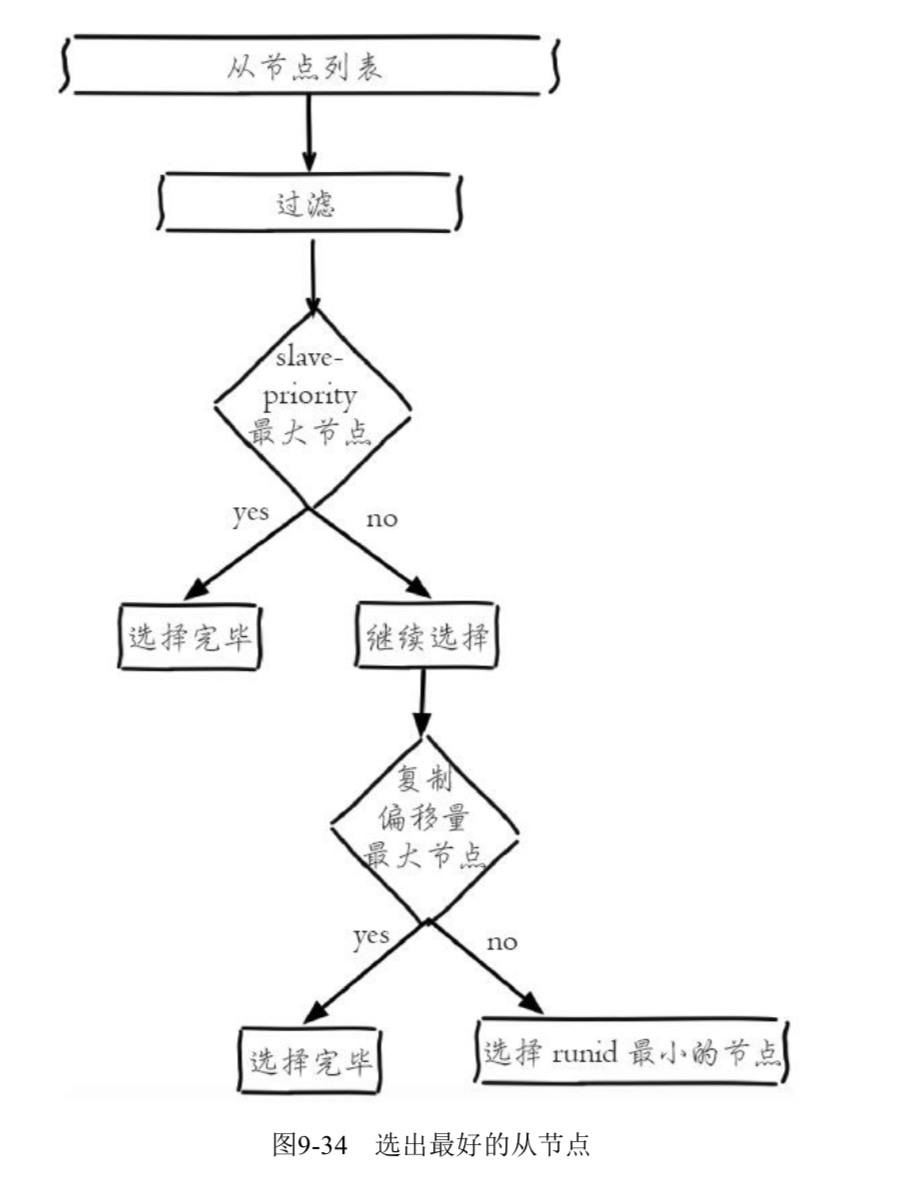 从节点列表
过滤
slave-
priority
最大节点
yes
no
选择完毕
继续选择
复制
偏移量
最大节点
yes
no
选择完毕
选择 runid 最小的节点
图9-34 选出最好的从节点